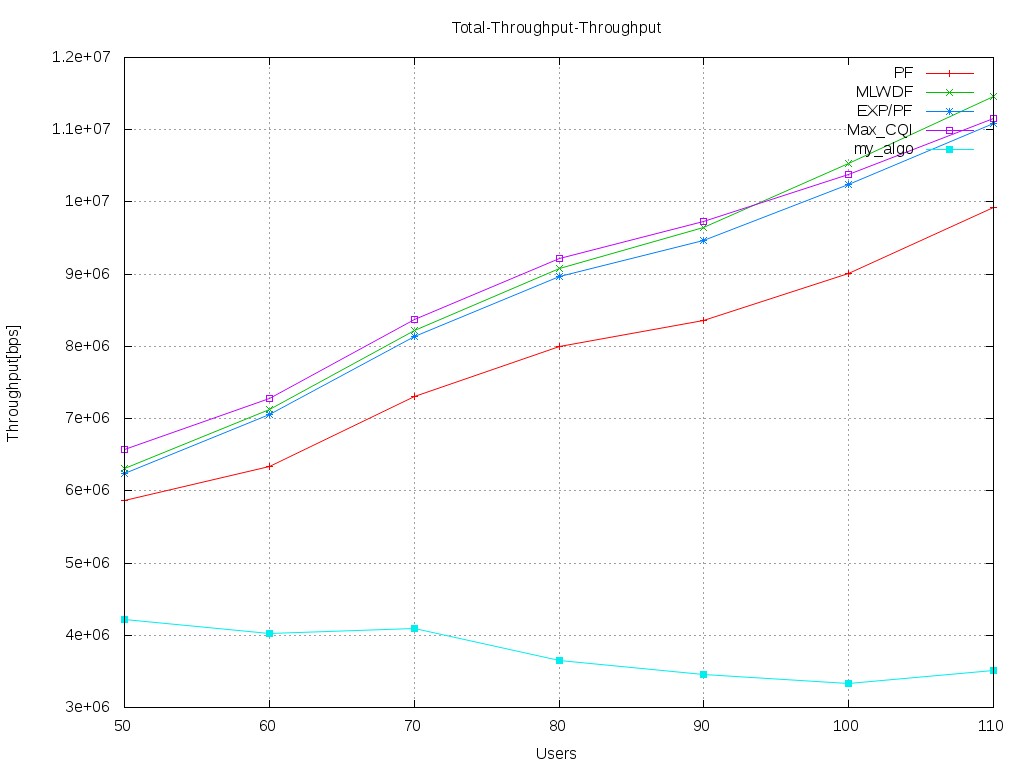 Total-Throughput-Throughput
1.2e+07
1.1e+07
1e+07
9e+06
8e+06
7e+06
6e+06
5e+06
4e+06
3e+06
Throughput[bps]
PF
MLWDF
EXP/PF
Max_CQI
my_algo
50 60 70 80 90 100 110
Users